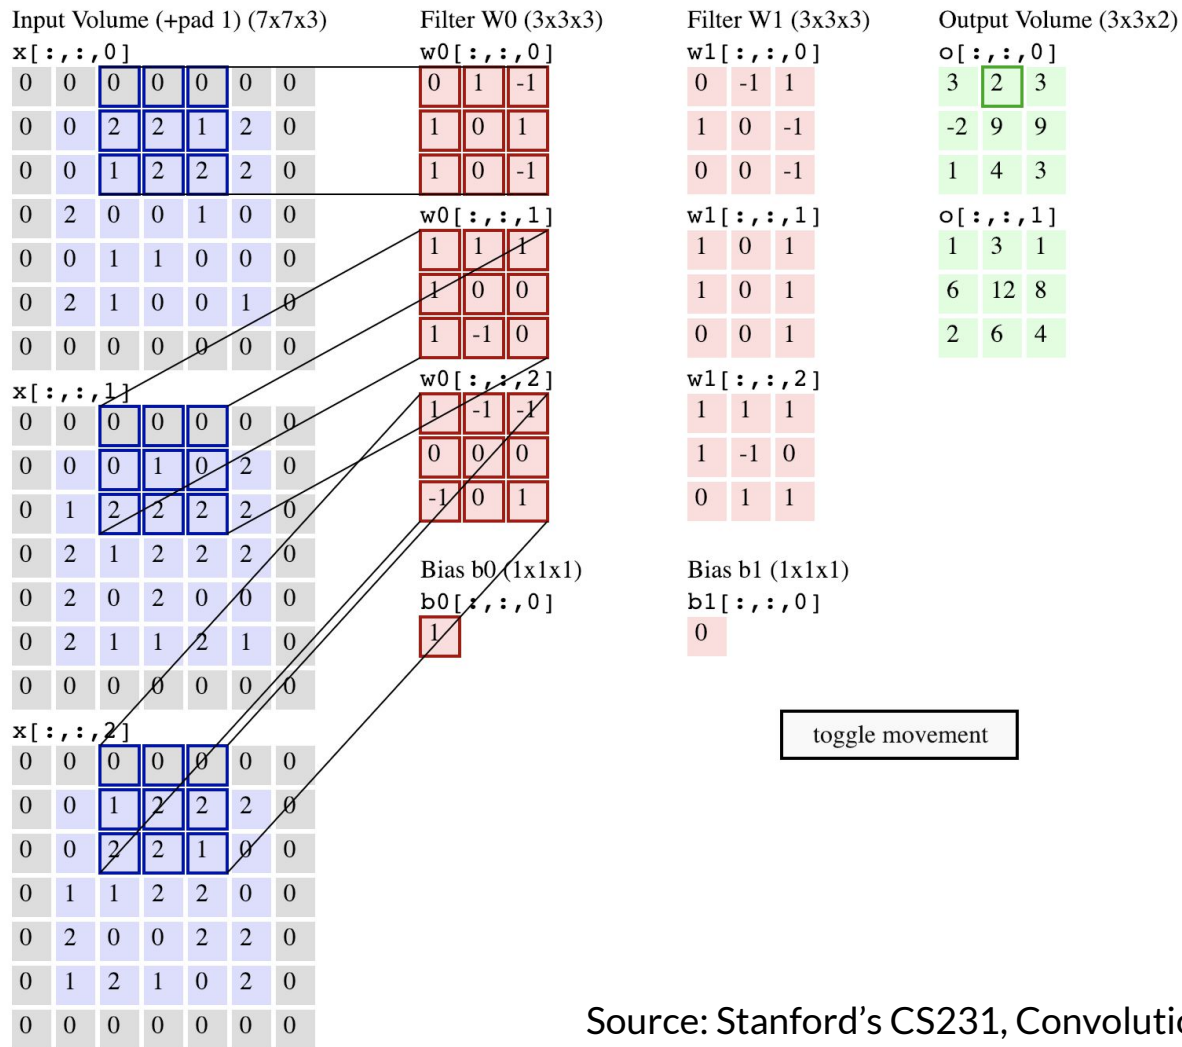 Input Volume (+pad 1) (7x7x3)
x[:,:,0]
0 0 0 0 0 0 0
0 0 2 2 1 2 0
0 0 1 2 2 2 0
0 2 0 0 1 0 0
0 0 1 1 0 0 0
0 2 1 0 0 1 0
0 0 0 0 0 0 0
x[:,:,1]
0 0 0 0 0 0 0
0 0 0 1 0 2 0
0 1 2 2 2 2 0
0 2 1 2 2 2 0
0 2 0 2 0 0 0
0 2 1 1 2 1 0
0 0 0 0 0 0 0
x[:,:,2]
0 0 0 0 0 0 0
0 0 1 2 2 2 0
0 0 2 2 1 0 0
0 1 1 2 2 0 0
0 2 0 0 2 2 0
0 1 2 1 0 2 0
0 0 0 0 0 0 0
Filter W0 (3x3x3)
w0[:,:,0]
0 1 -1
1 0 1
1 0 -1
w0[:,:,1]
1 1 1
1 0 0
1 -1 0
w0[:,:,2]
1 -1 -1
0 0 0
-1 0 1
Bias b0 (1x1x1)
b0[:,:,0]
1
Filter W1 (3x3x3)
w1[:,:,0]
0 -1 1
1 0 -1
0 0 -1
w1[:,:,1]
1 0 1
1 0 1
0 0 1
w1[:,:,2]
1 1 1
1 -1 0
0 1 1
Bias b1 (1x1x1)
b1[:,:,0]
0
Output Volume (3x3x2)
o[:,:,0]
3 2 3
-2 9 9
1 4 3
o[:,:,1]
1 3 1
6 12 8
2 6 4
toggle movement
Source: Stanford's CS231, Convolutio